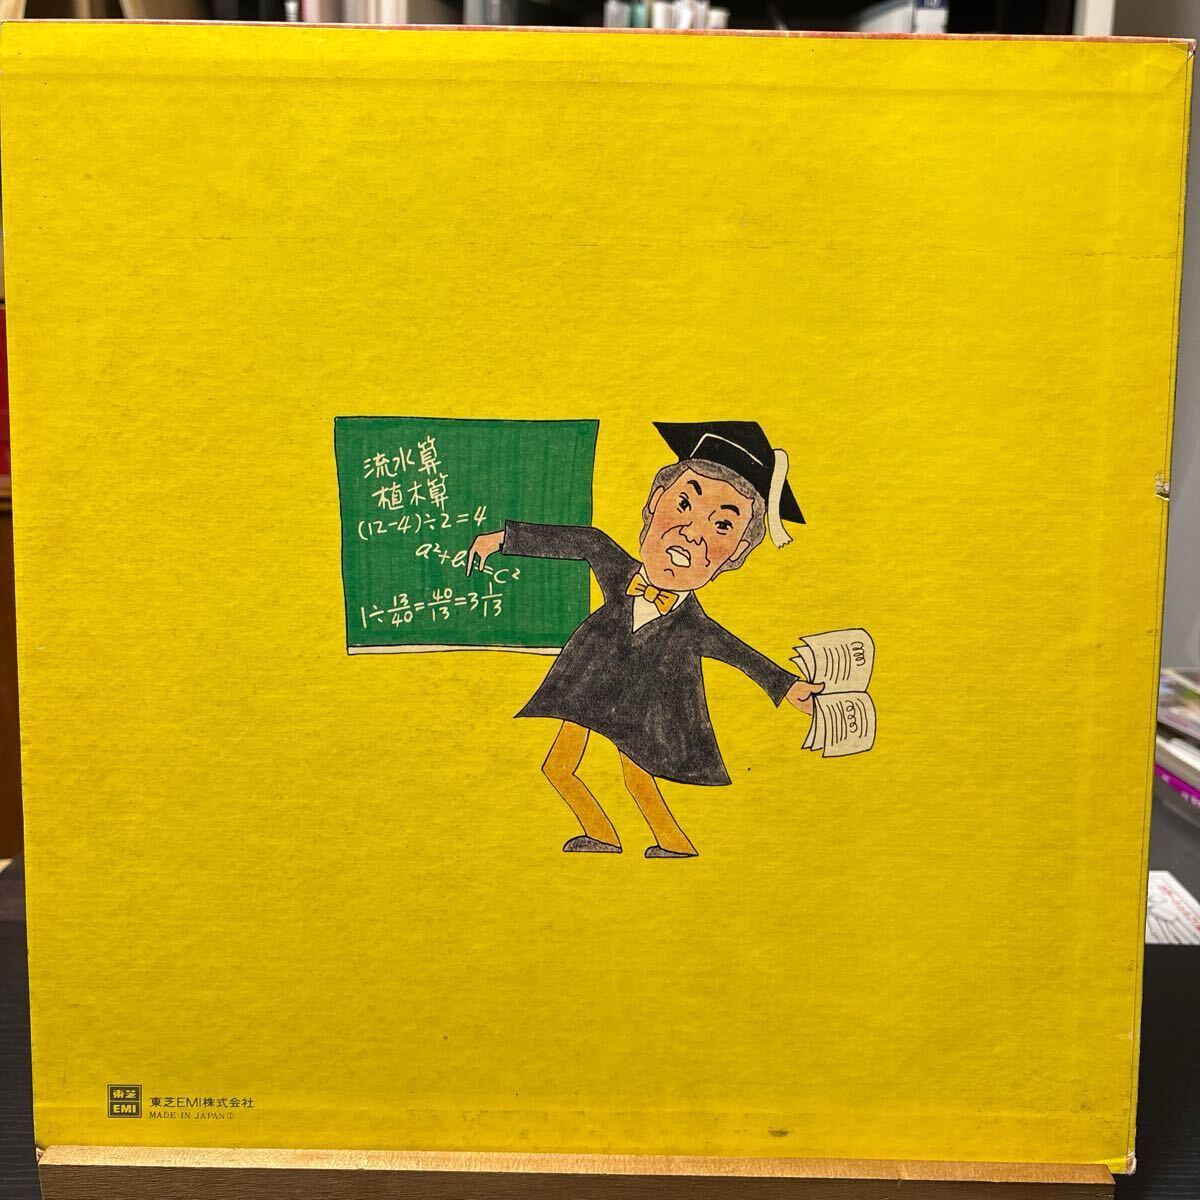 流水算
植木算
(12-4)÷2=4
a²+b²=c²
1÷13/40=40/13=3 1/13
東芝
EMI
東芝EMI株式会社
MADE IN JAPAN①